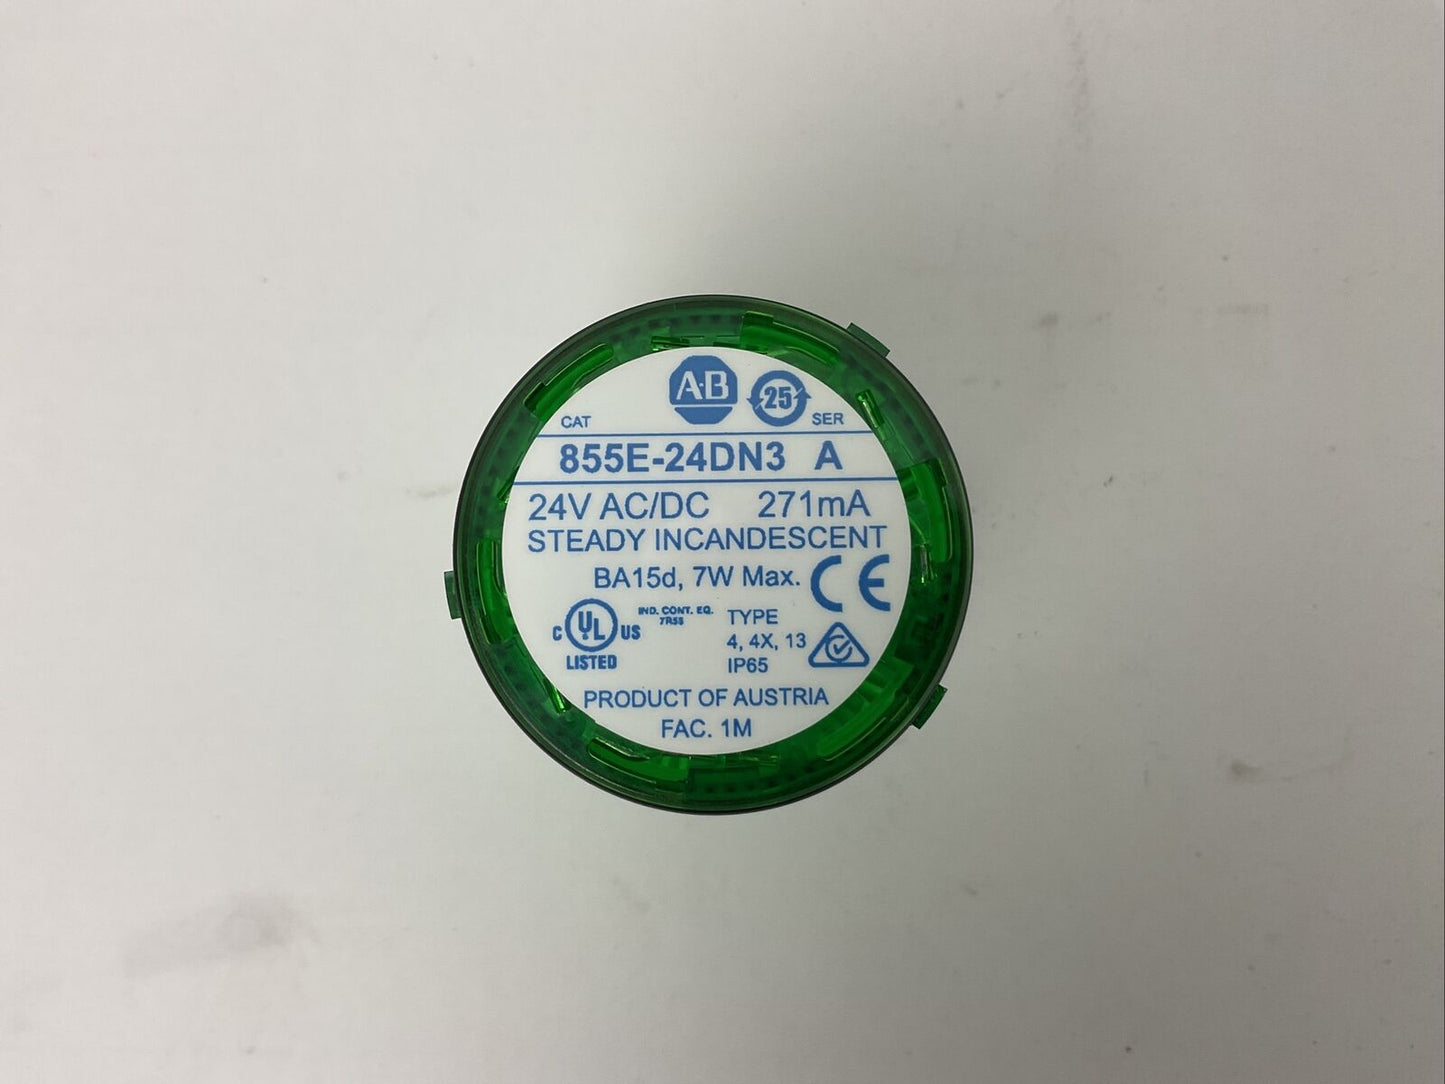 A-B 25
CAT SER
855E-24DN3 A
24V AC/DC 271mA
STEADY INCANDESCENT
BA15d, 7W Max. CE
C UL US LISTED
IND. CONT. EQ.
7R55
TYPE
4, 4X, 13
IP65
PRODUCT OF AUSTRIA
FAC. 1M